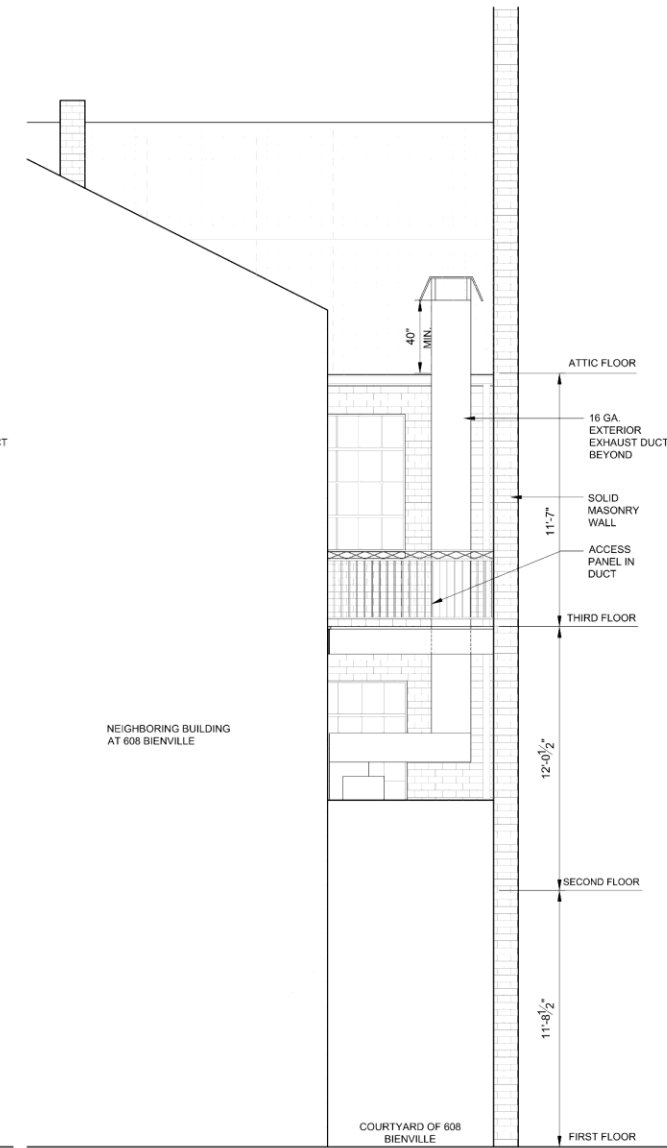 40"
MIN.
ATTIC FLOOR
16 GA.
EXTERIOR
EXHAUST DUCT
BEYOND
CT
SOLID
MASONRY
WALL
11'-7"
ACCESS
PANEL IN
DUCT
THIRD FLOOR
NEIGHBORING BUILDING
AT 608 BIENVILLE
12'-0½"
SECOND FLOOR
11'-8½"
COURTYARD OF 608
BIENVILLE
FIRST FLOOR